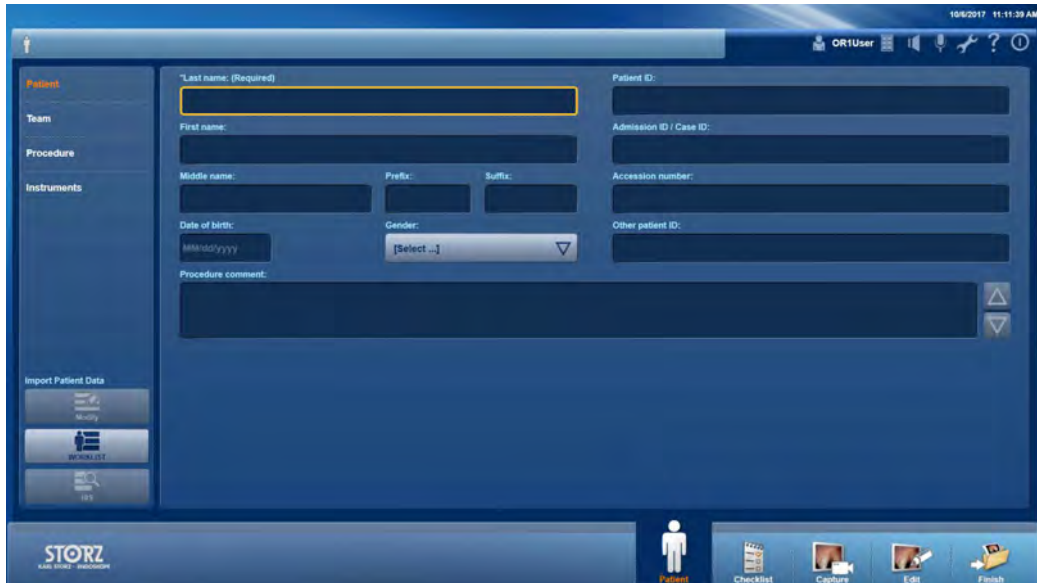 10/6/2017 11:11:39 AM
OR1User
Patient
Team
Procedure
Instruments
*Last name: (Required)
Patient ID:
First name:
Admission ID / Case ID:
Middle name:
Prefix:
Suffix:
Accession number:
Date of birth:
Gender:
Other patient ID:
MM/dd/yyyy
[Select ...]
Procedure comment:
Import Patient Data
Modify
WORKLIST
STORZ
KARL STORZ - ENDOSKOPE
Patient
Checklist
Capture
Edit
Finish